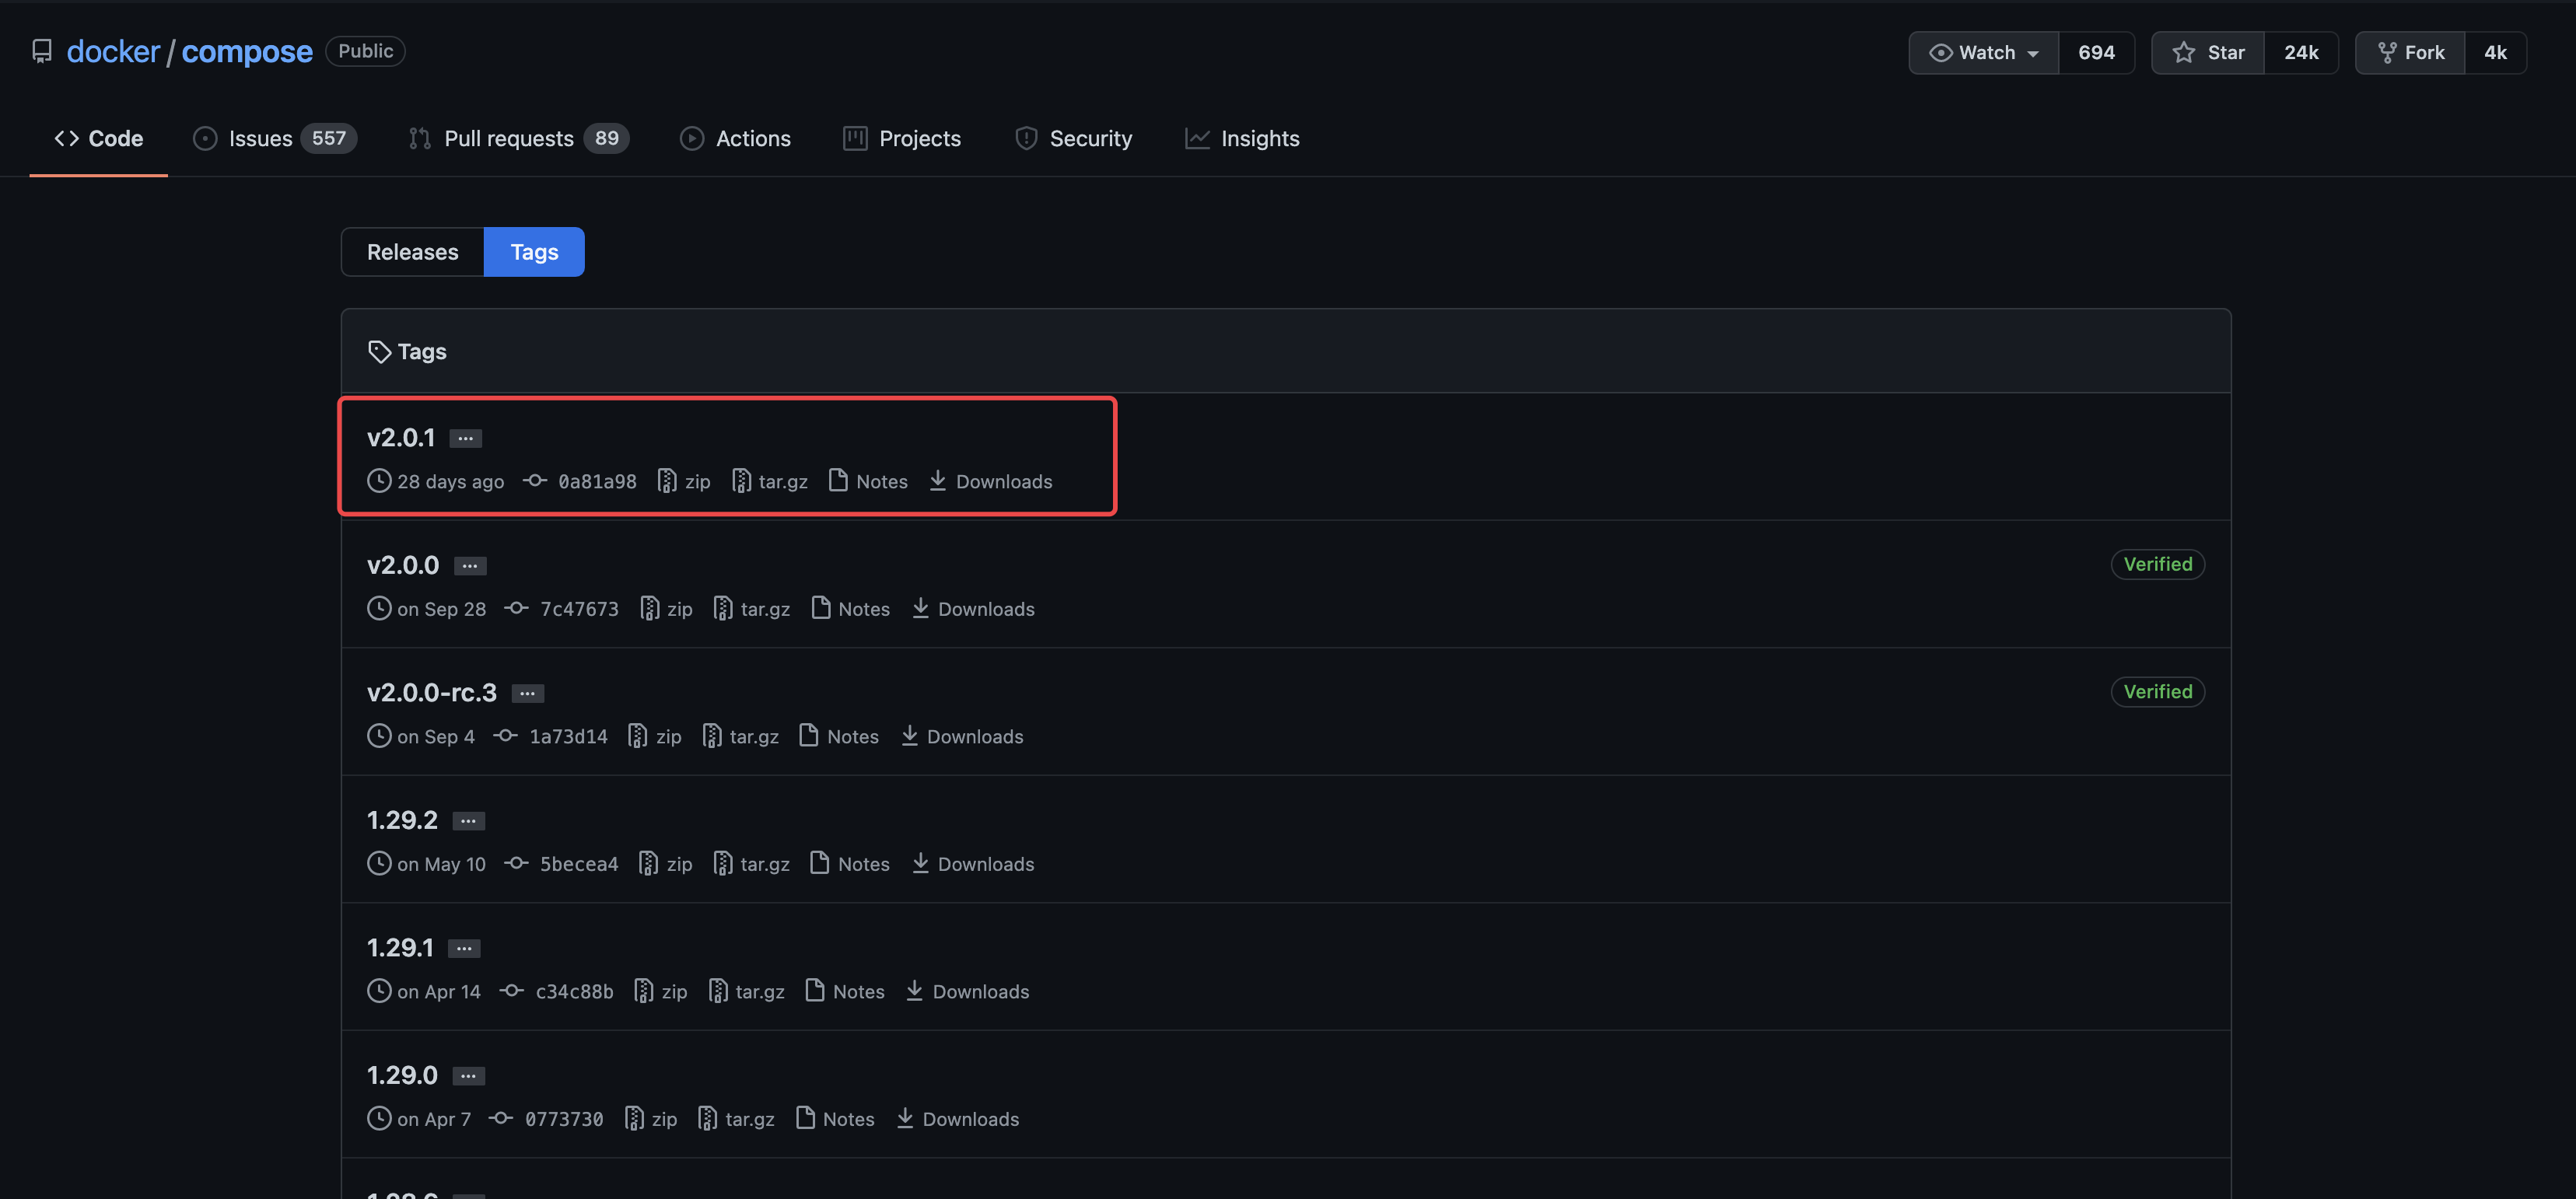 docker / compose Public Watch 694 Star 24k Fork 4k
Code Issues 557 Pull requests 89 Actions Projects Security Insights
Releases Tags
Tags
v2.0.1 ...
28 days ago 0a81a98 zip tar.gz Notes Downloads
v2.0.0 ... Verified
on Sep 28 7c47673 zip tar.gz Notes Downloads
v2.0.0-rc.3 ... Verified
on Sep 4 1a73d14 zip tar.gz Notes Downloads
1.29.2 ...
on May 10 5becea4 zip tar.gz Notes Downloads
1.29.1 ...
on Apr 14 c34c88b zip tar.gz Notes Downloads
1.29.0 ...
on Apr 7 0773730 zip tar.gz Notes Downloads